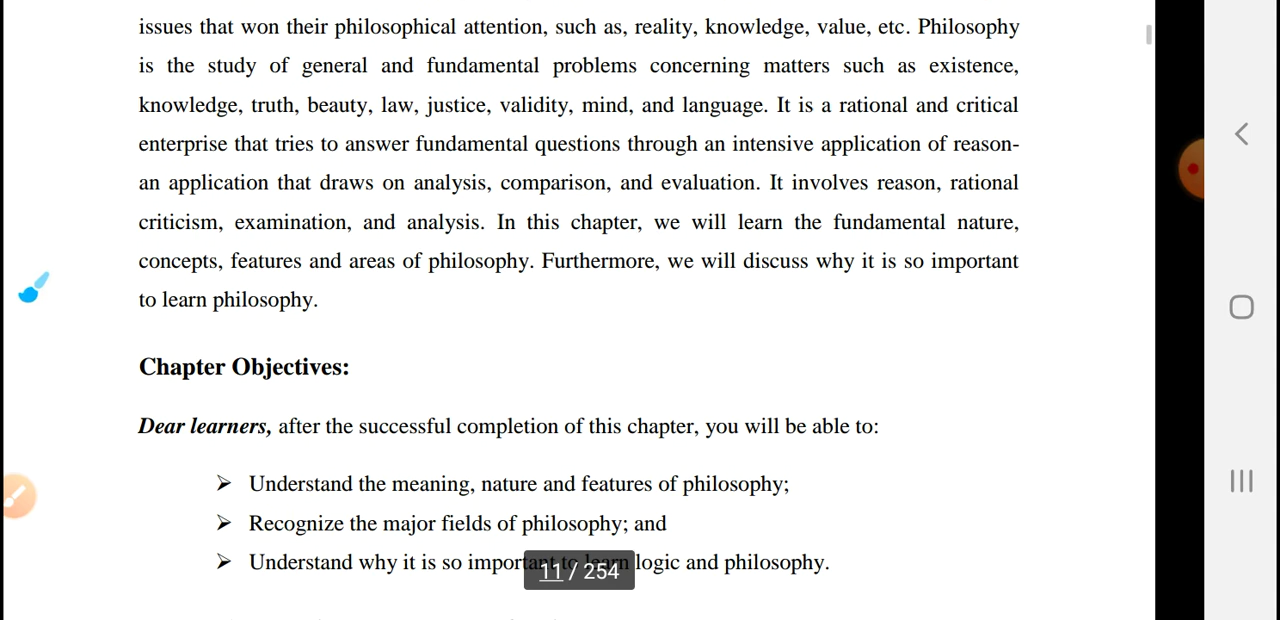 issues that won their philosophical attention, such as, reality, knowledge, value, etc. Philosophy
is the study of general and fundamental problems concerning matters such as existence,
knowledge, truth, beauty, law, justice, validity, mind, and language. It is a rational and critical
enterprise that tries to answer fundamental questions through an intensive application of reason-
an application that draws on analysis, comparison, and evaluation. It involves reason, rational
criticism, examination, and analysis. In this chapter, we will learn the fundamental nature,
concepts, features and areas of philosophy. Furthermore, we will discuss why it is so important
to learn philosophy.
Chapter Objectives:
Dear learners, after the successful completion of this chapter, you will be able to:
➢ Understand the meaning, nature and features of philosophy;
➢ Recognize the major fields of philosophy; and
➢ Understand why it is so important to learn logic and philosophy.
11 / 254